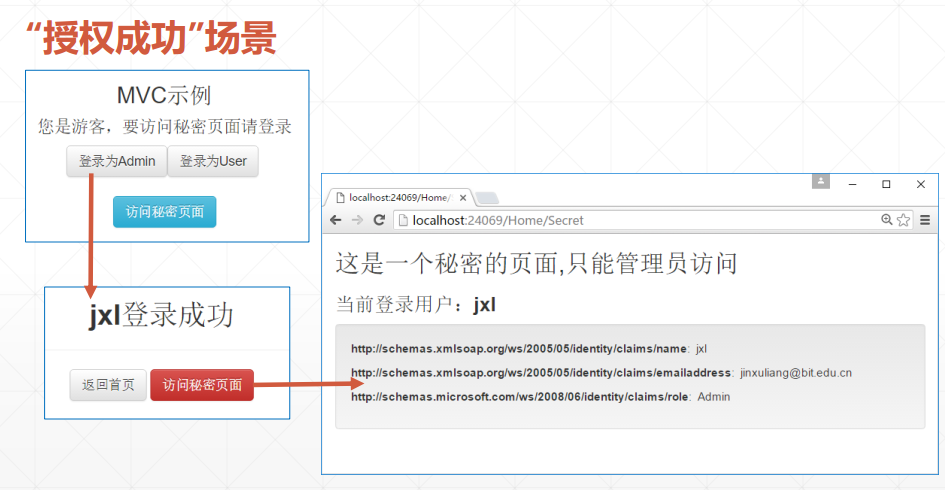 “授权成功”场景
MVC示例
您是游客，要访问秘密页面请登录
登录为Admin 登录为User
访问秘密页面
jxl登录成功
返回首页 访问秘密页面
localhost:24069/Home/
localhost:24069/Home/Secret
这是一个秘密的页面,只能管理员访问
当前登录用户：jxl
http://schemas.xmlsoap.org/ws/2005/05/identity/claims/name: jxl
http://schemas.xmlsoap.org/ws/2005/05/identity/claims/emailaddress: jinxuliang@bit.edu.cn
http://schemas.microsoft.com/ws/2008/06/identity/claims/role: Admin